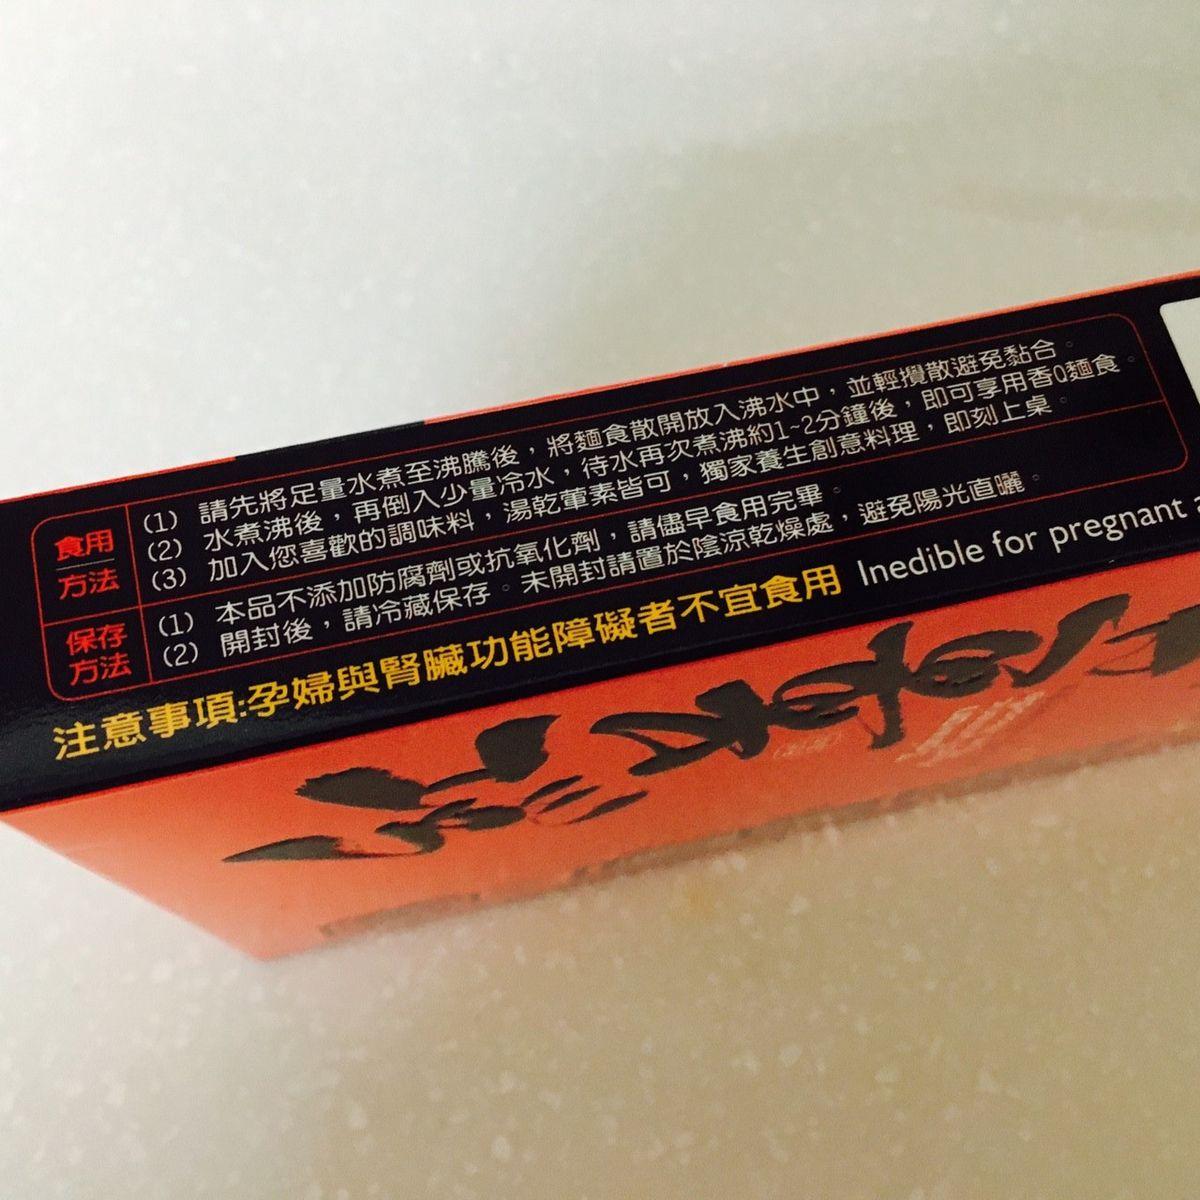 食用方法
(1) 請先將足量水煮至沸騰後，將麵食散開放入沸水中，並輕攪散避免黏合。
(2) 水煮沸後，再倒入少量冷水，待水再次煮沸約1~2分鐘後，即可享用香Q麵食。
(3) 加入您喜歡的調味料，湯乾葷素皆可，獨家養生創意料理，即刻上桌。
保存方法
(1) 本品不添加防腐劑或抗氧化劑，請儘早食用完畢。
(2) 開封後，請冷藏保存。未開封請置於陰涼乾燥處，避免陽光直曬。
注意事項:孕婦與腎臟功能障礙者不宜食用 Inedible for pregnant